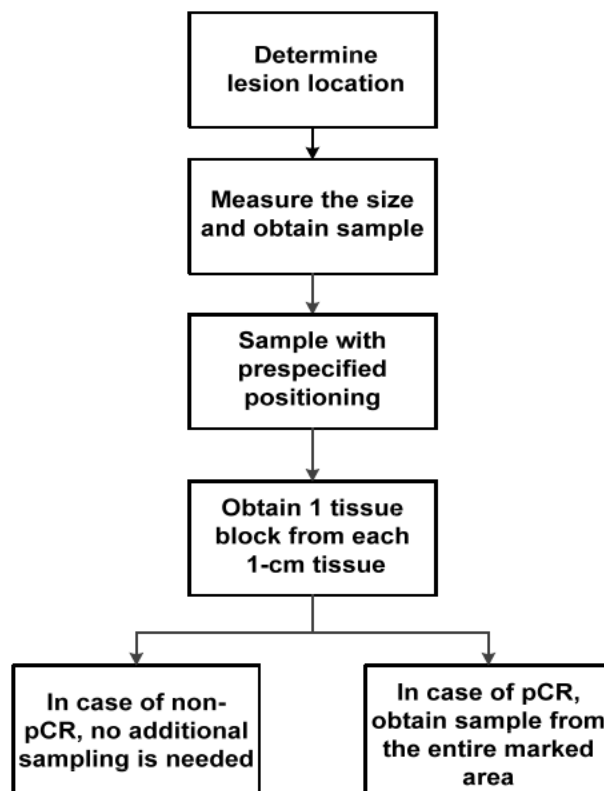 Determine
lesion location
Measure the size
and obtain sample
Sample with
prespecified
positioning
Obtain 1 tissue
block from each
1-cm tissue
In case of non-
pCR, no additional
sampling is needed
In case of pCR,
obtain sample from
the entire marked
area